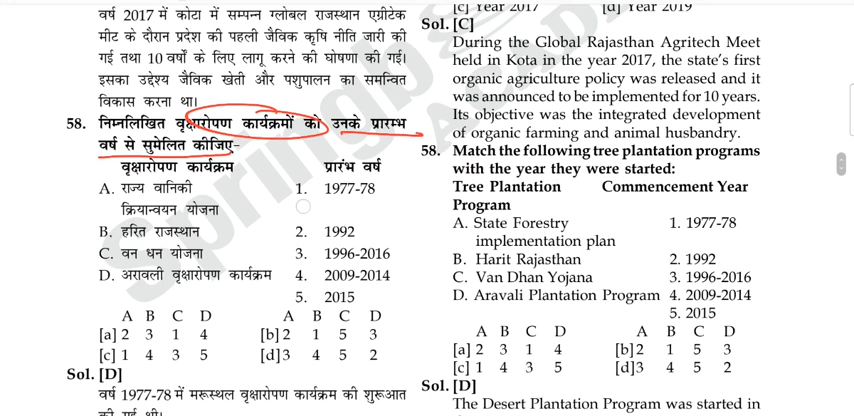 वर्ष 2017 में कोटा में सम्पन्न ग्लोबल राजस्थान एग्रीटेक
मीट के दौरान प्रदेश की पहली जैविक कृषि नीति जारी की
गई तथा 10 वर्षों के लिए लागू करने की घोषणा की गई।
इसका उद्देश्य जैविक खेती और पशुपालन का समन्वित
विकास करना था।
58. निम्नलिखित वृक्षारोपण कार्यक्रमों को उनके प्रारम्भ
वर्ष से सुमेलित कीजिए-
वृक्षारोपण कार्यक्रम प्रारंभ वर्ष
A. राज्य वानिकी 1. 1977-78
क्रियान्वयन योजना
B. हरित राजस्थान 2. 1992
C. वन धन योजना 3. 1996-2016
D. अरावली वृक्षारोपण कार्यक्रम 4. 2009-2014
5. 2015
A B C D A B C D
[a] 2 3 1 4 [b] 2 1 5 3
[c] 1 4 3 5 [d] 3 4 5 2
Sol. [D]
वर्ष 1977-78 में मरूस्थल वृक्षारोपण कार्यक्रम की शुरूआत
की गई थी।
[c] Year 2017 [d] Year 2019
Sol. [C]
During the Global Rajasthan Agritech Meet
held in Kota in the year 2017, the state's first
organic agriculture policy was released and it
was announced to be implemented for 10 years.
Its objective was the integrated development
of organic farming and animal husbandry.
58. Match the following tree plantation programs
with the year they were started:
Tree Plantation Commencement Year
Program
A. State Forestry 1. 1977-78
implementation plan
B. Harit Rajasthan 2. 1992
C. Van Dhan Yojana 3. 1996-2016
D. Aravali Plantation Program 4. 2009-2014
5. 2015
A B C D A B C D
[a] 2 3 1 4 [b] 2 1 5 3
[c] 1 4 3 5 [d] 3 4 5 2
Sol. [D]
The Desert Plantation Program was started in